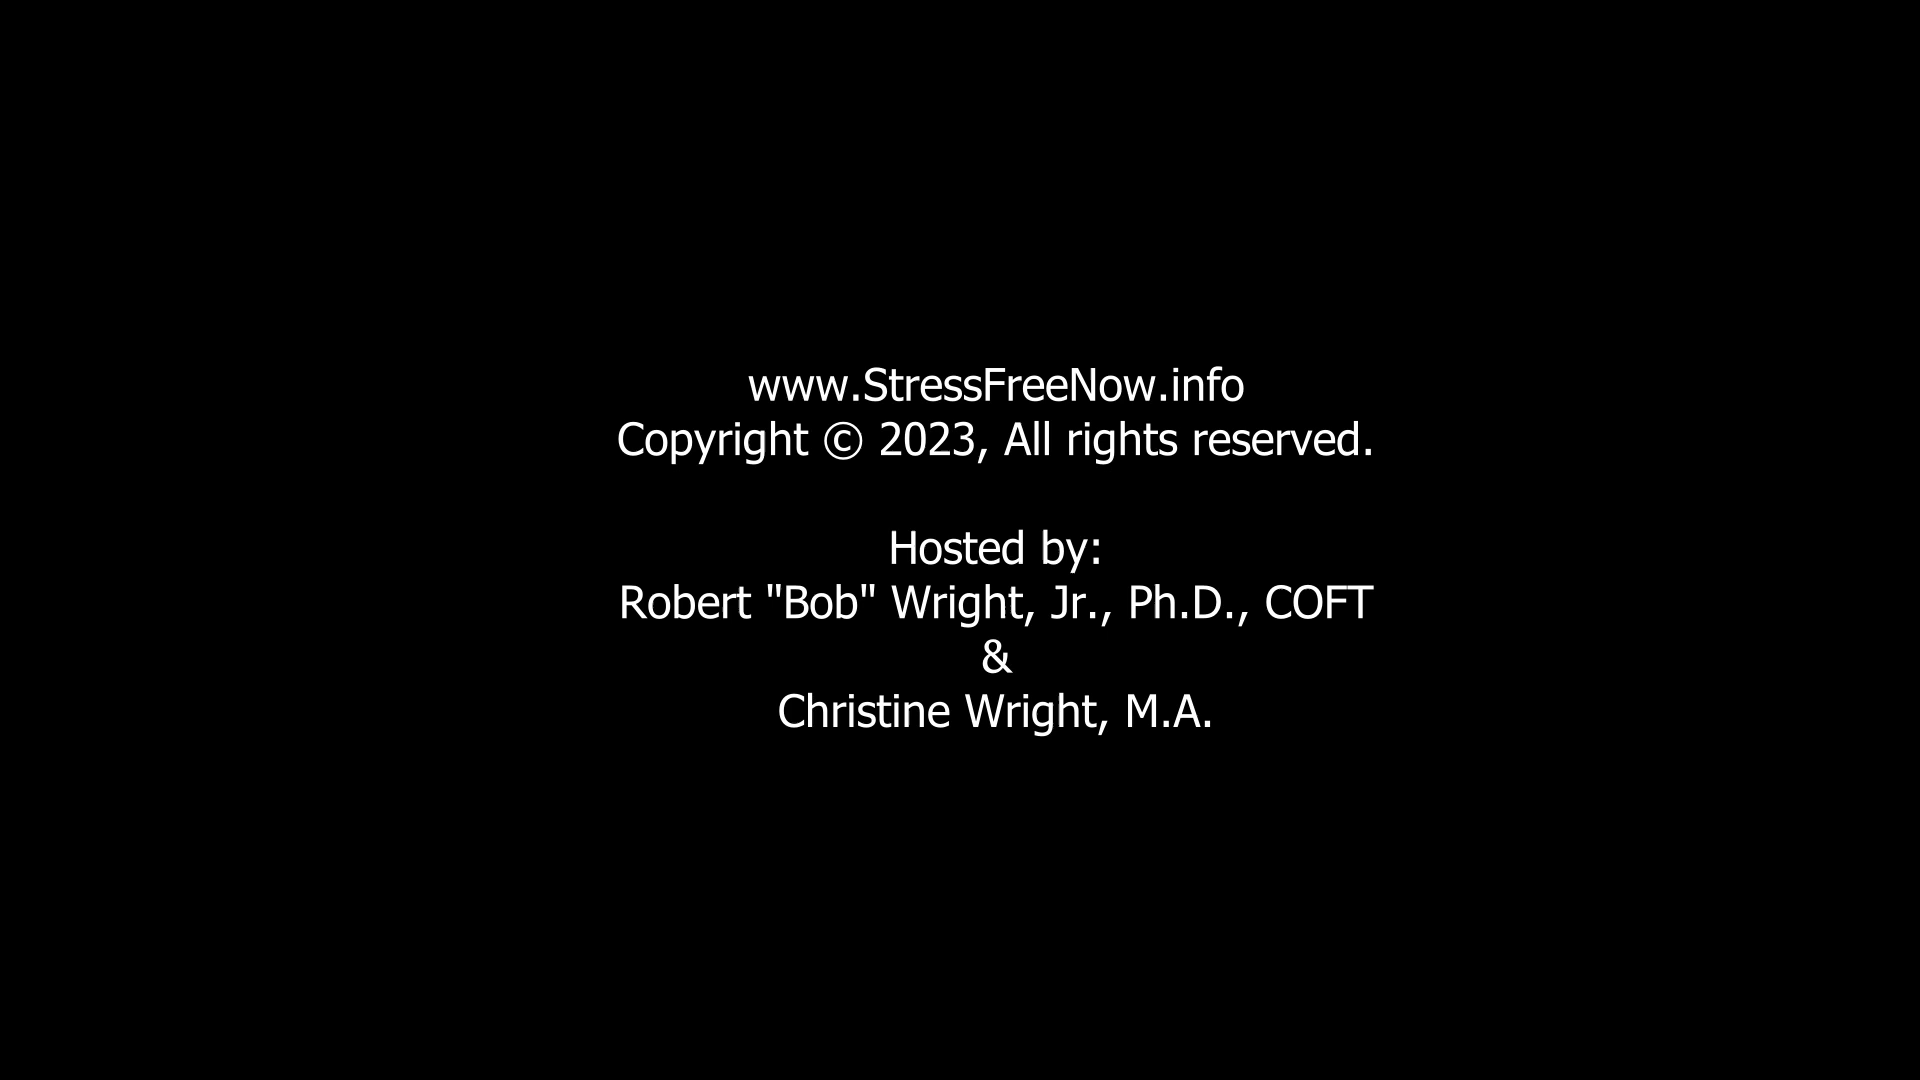 www.StressFreeNow.info
Copyright © 2023, All rights reserved.
Hosted by:
Robert "Bob" Wright, Jr., Ph.D., COFT
&
Christine Wright, M.A.